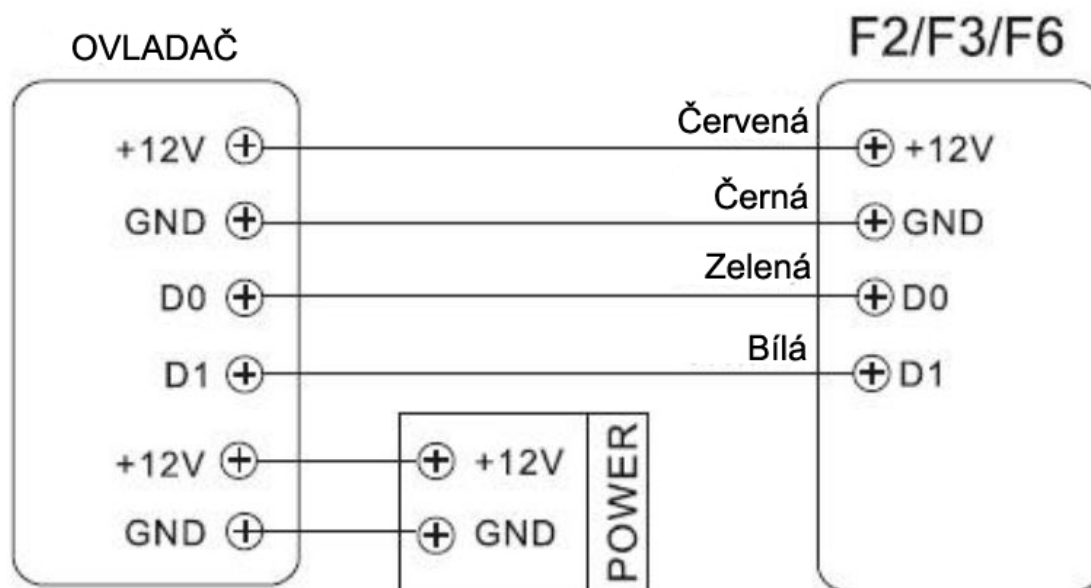 OVLADAČ
F2/F3/F6
+12V
Červená
+12V
GND
Černá
GND
D0
Zelená
D0
D1
Bílá
D1
+12V
+12V
GND
GND
POWER